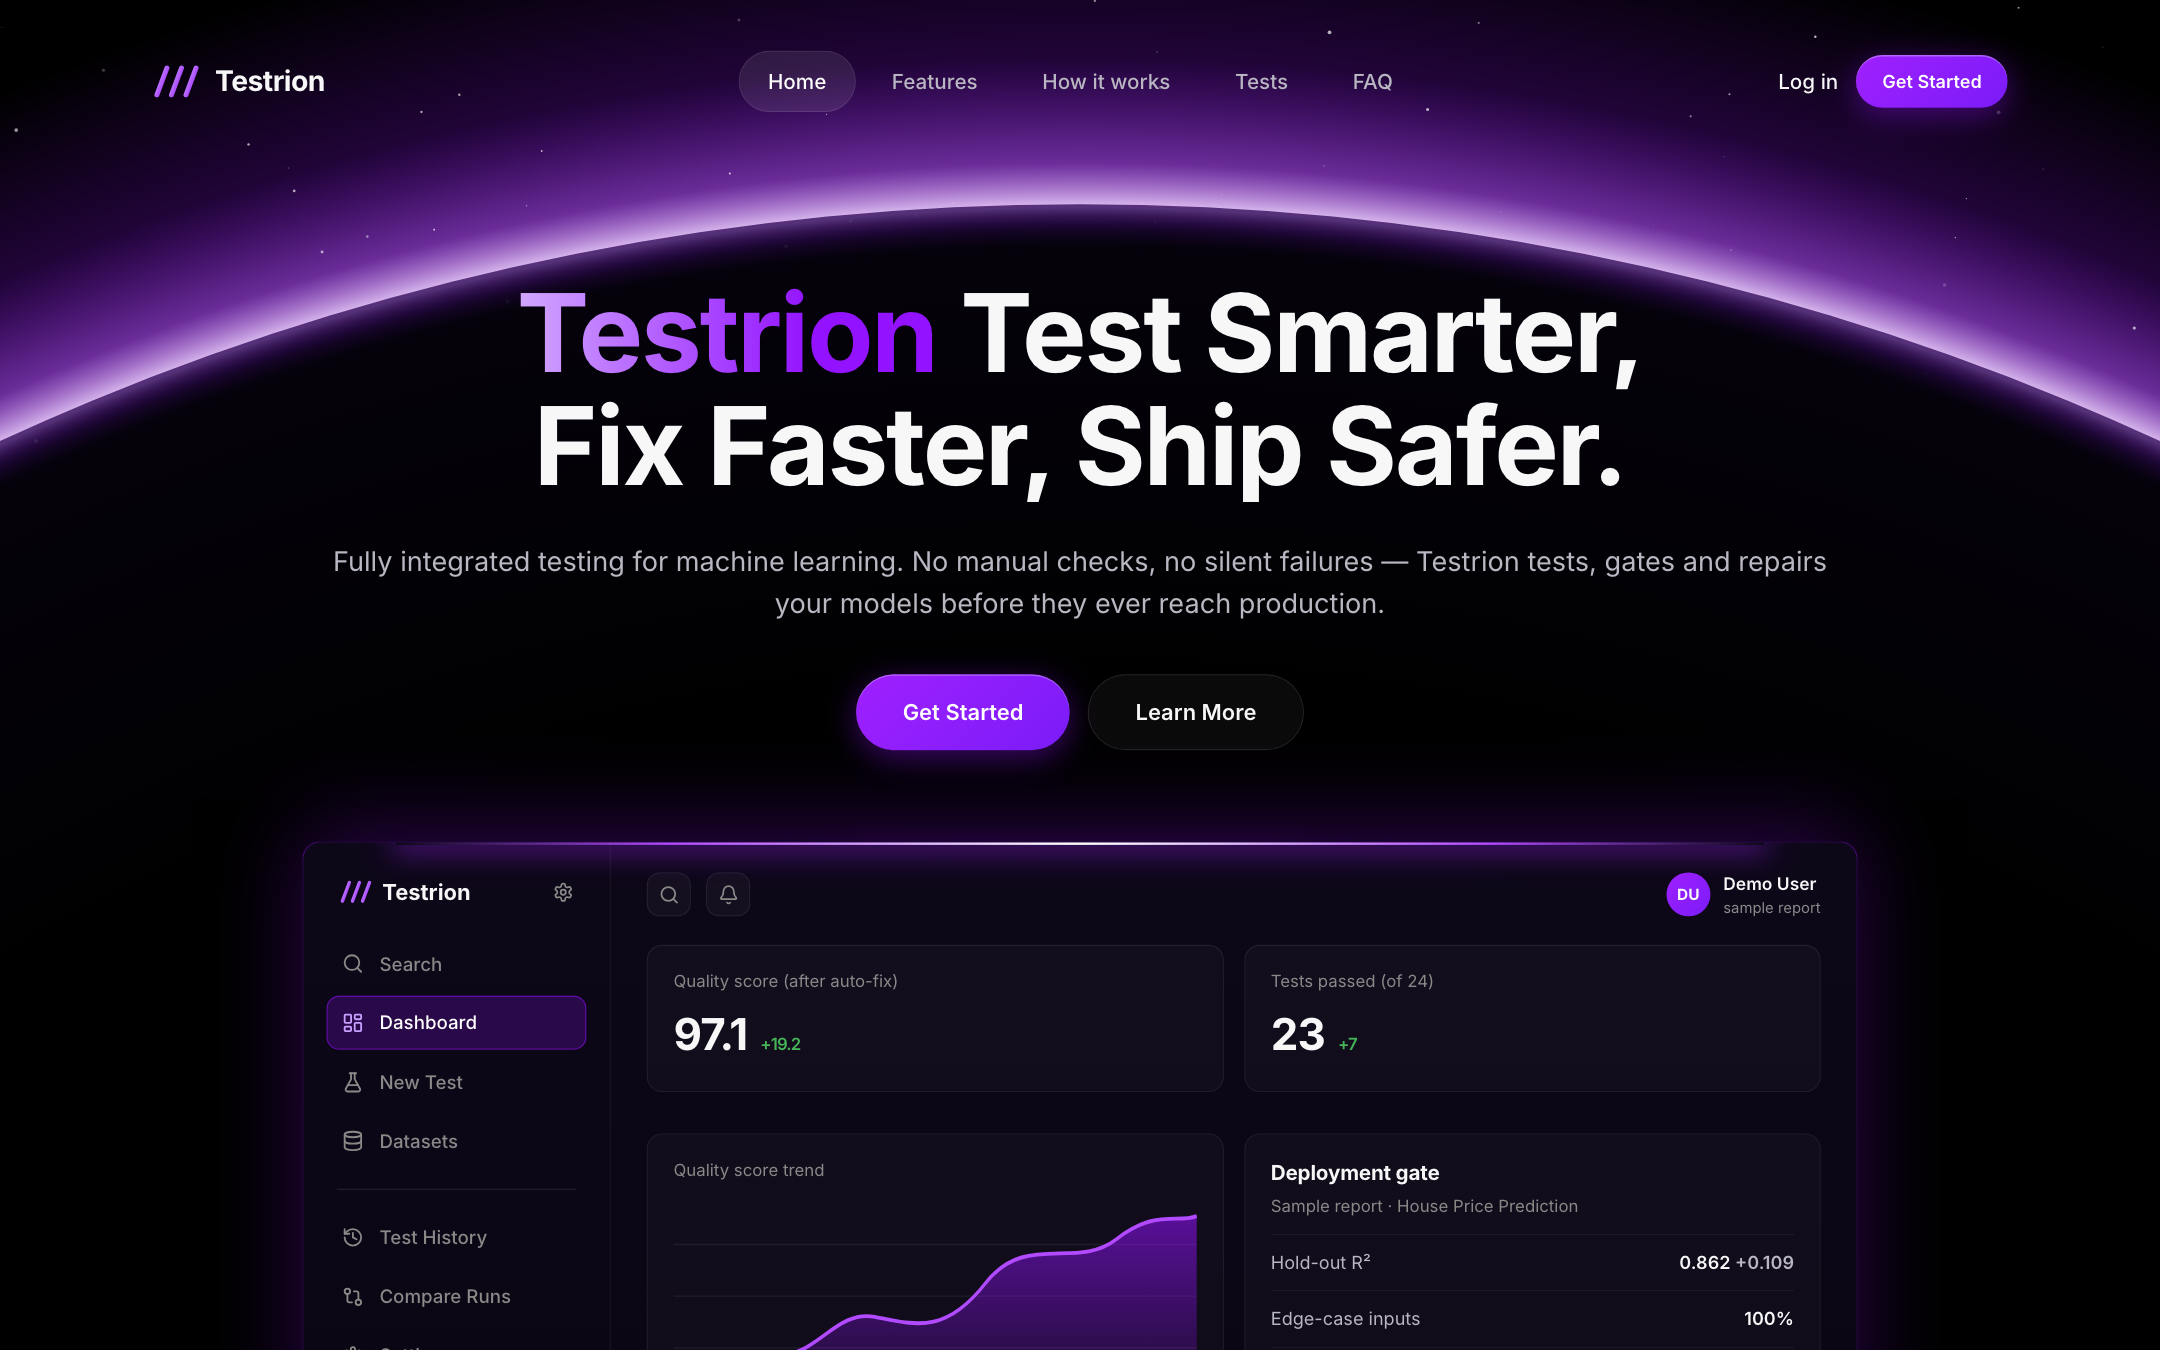 Testrion
Home
Features
How it works
Tests
FAQ
Log in
Get Started
Testrion Test Smarter,
Fix Faster, Ship Safer.
Fully integrated testing for machine learning. No manual checks, no silent failures — Testrion tests, gates and repairs
your models before they ever reach production.
Get Started
Learn More
Testrion
Search
Dashboard
New Test
Datasets
Test History
Compare Runs
DU
Demo User
sample report
Quality score (after auto-fix)
97.1 +19.2
Tests passed (of 24)
23 +7
Quality score trend
Deployment gate
Sample report · House Price Prediction
Hold-out R² 0.862 +0.109
Edge-case inputs 100%